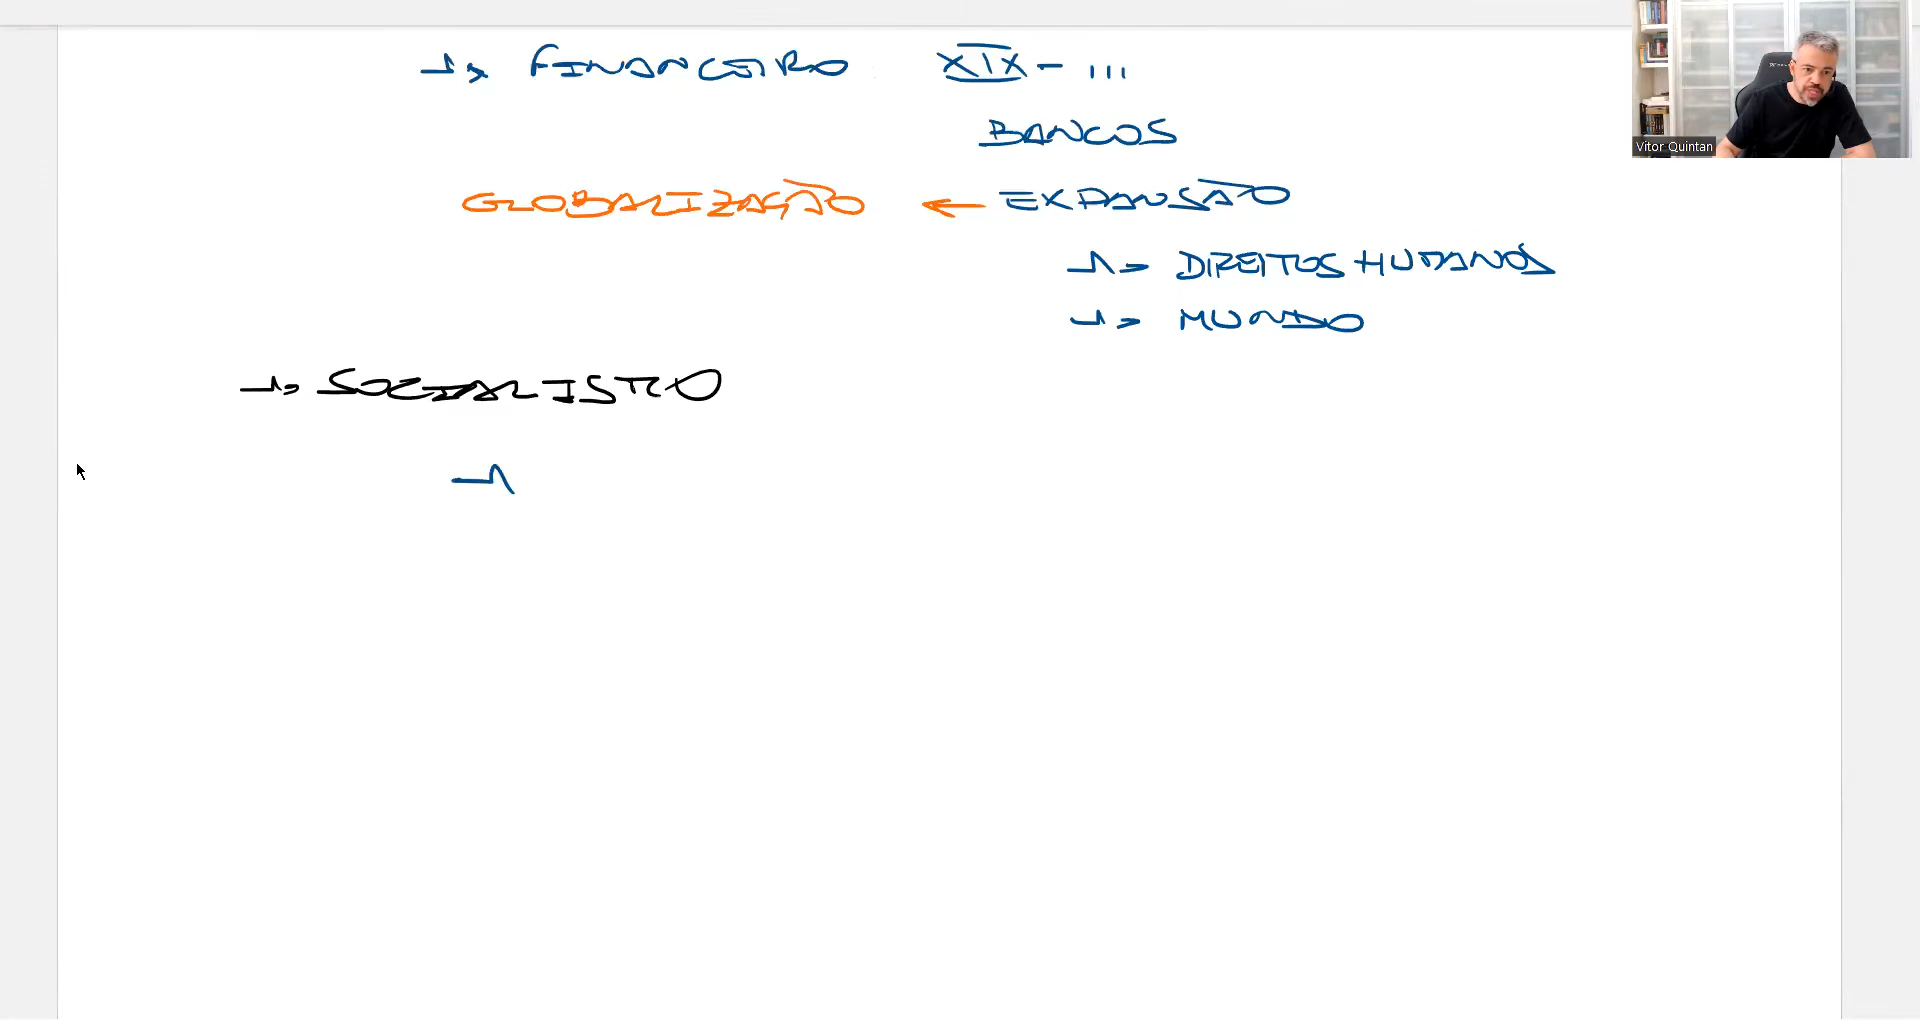 → FINANCEIRO XIX - ...
BANCOS
GLOBALIZAÇÃO ← EXPANSÃO
→ DIREITOS HUMANOS
→ MUNDO
→ SOCIALISMO
Vitor Quintan